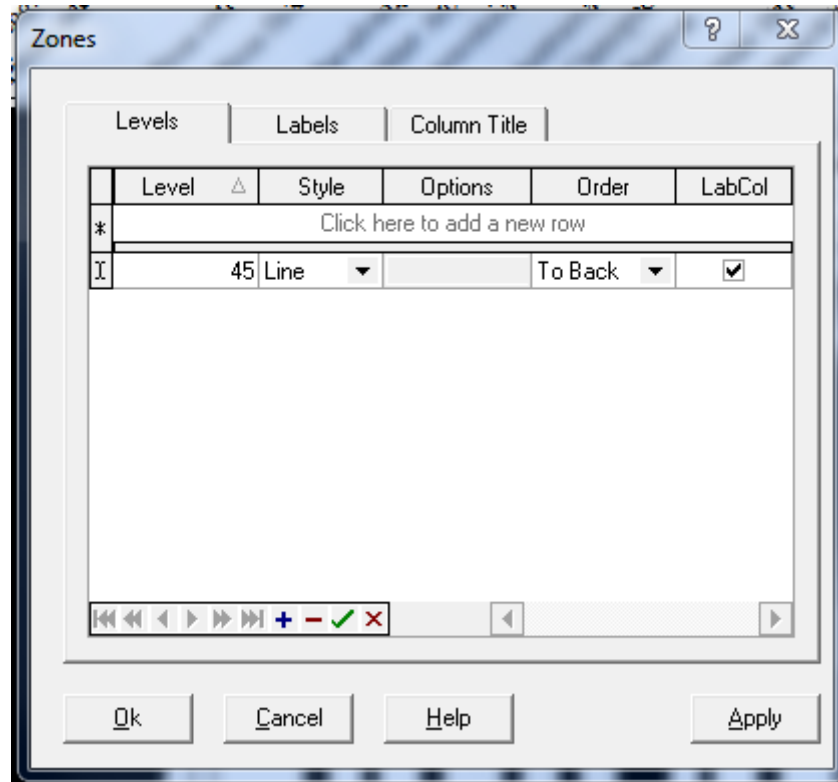 Zones
Levels Labels Column Title
Level Style Options Order LabCol
* Click here to add a new row
45 Line To Back
Ok Cancel Help Apply